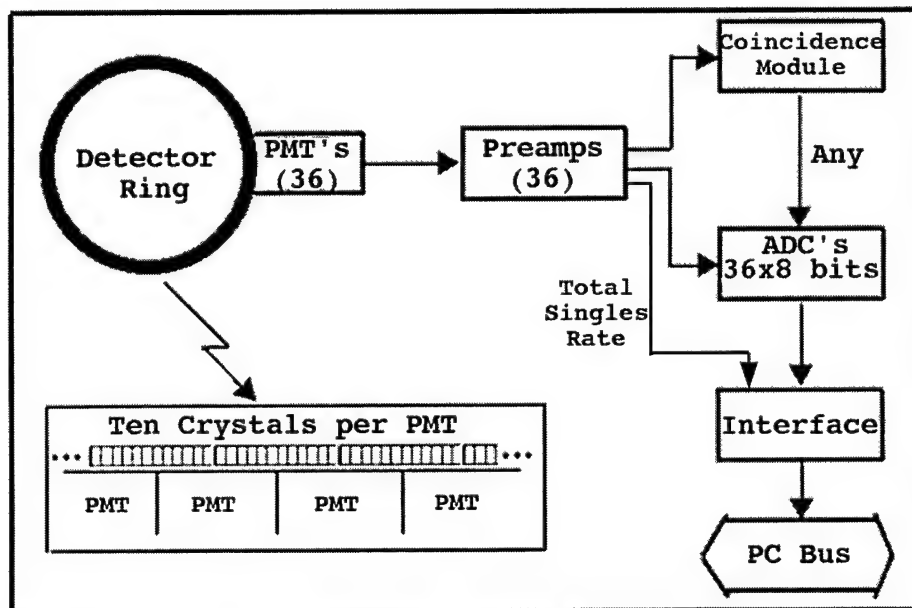 Coincidence
Module
Detector
Ring
PMT's
(36)
Preamps
(36)
Any
ADC's
36x8 bits
Total
Singles
Rate
Ten Crystals per PMT
PMT PMT PMT PMT
Interface
PC Bus